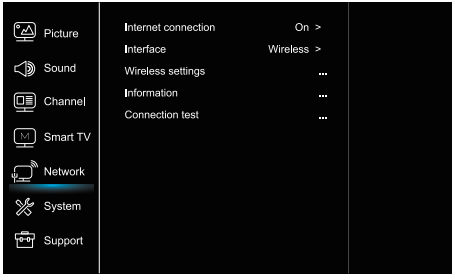 Picture
Sound
Channel
M Smart TV
Network
System
Support
Internet connection On >
Interface Wireless >
Wireless settings ...
Information ...
Connection test ...